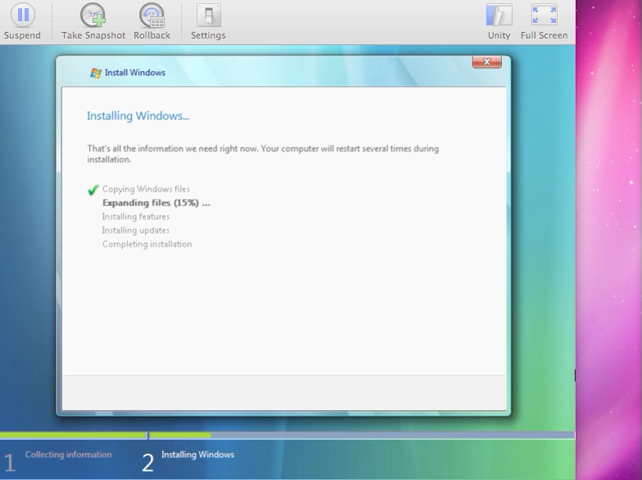 Suspend Take Snapshot Rollback Settings Unity Full Screen
Install Windows
Installing Windows...
That's all the information we need right now. Your computer will restart several times during
installation.
Copying Windows files
Expanding files (15%) ...
Installing features
Installing updates
Completing installation
1 Collecting information 2 Installing Windows